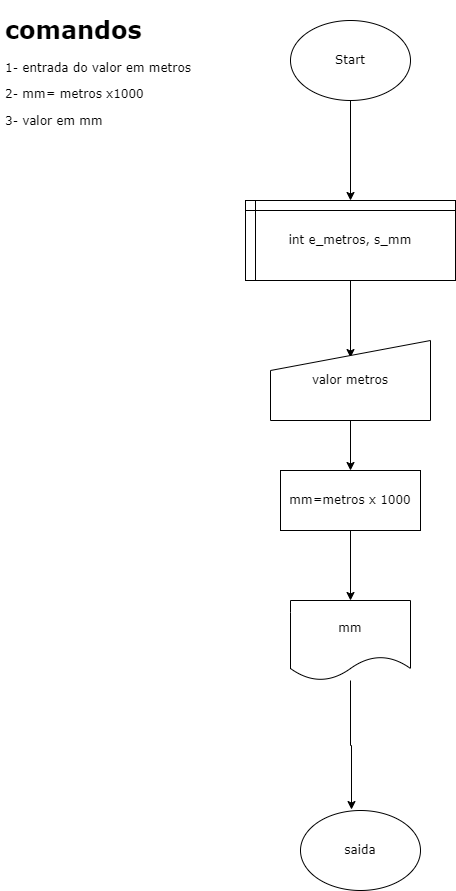 comandos
1- entrada do valor em metros
2- mm= metros x1000
3- valor em mm
Start
int e_metros, s_mm
valor metros
mm=metros x 1000
mm
saida